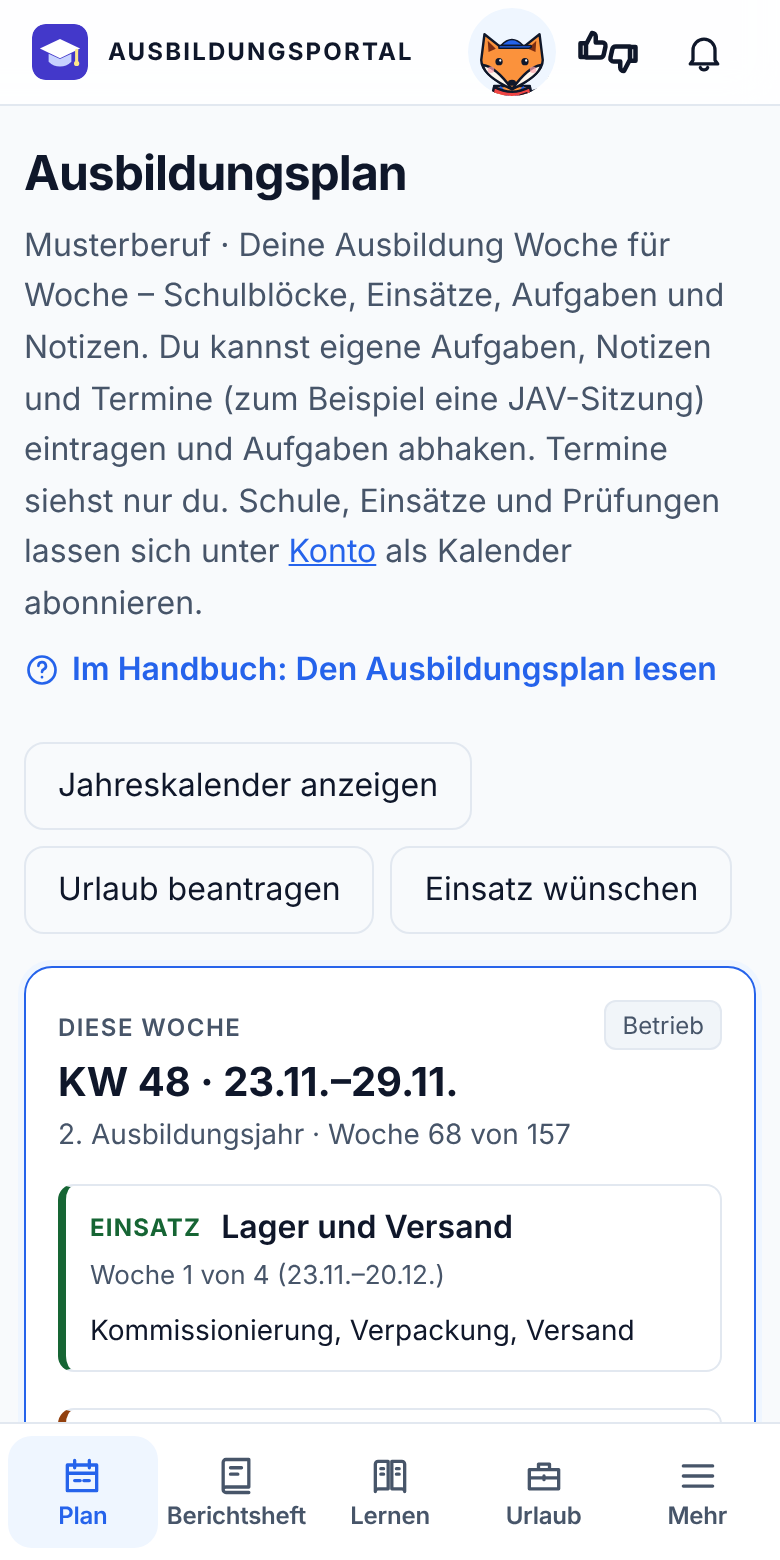 AUSBILDUNGSPORTAL
Ausbildungsplan
Musterberuf · Deine Ausbildung Woche für
Woche – Schulblöcke, Einsätze, Aufgaben und
Notizen. Du kannst eigene Aufgaben, Notizen
und Termine (zum Beispiel eine JAV-Sitzung)
eintragen und Aufgaben abhaken. Termine
siehst nur du. Schule, Einsätze und Prüfungen
lassen sich unter Konto als Kalender
abonnieren.
Im Handbuch: Den Ausbildungsplan lesen
Jahreskalender anzeigen
Urlaub beantragen
Einsatz wünschen
DIESE WOCHE
Betrieb
KW 48 · 23.11.–29.11.
2. Ausbildungsjahr · Woche 68 von 157
EINSATZ Lager und Versand
Woche 1 von 4 (23.11.–20.12.)
Kommissionierung, Verpackung, Versand
Plan
Berichtsheft
Lernen
Urlaub
Mehr